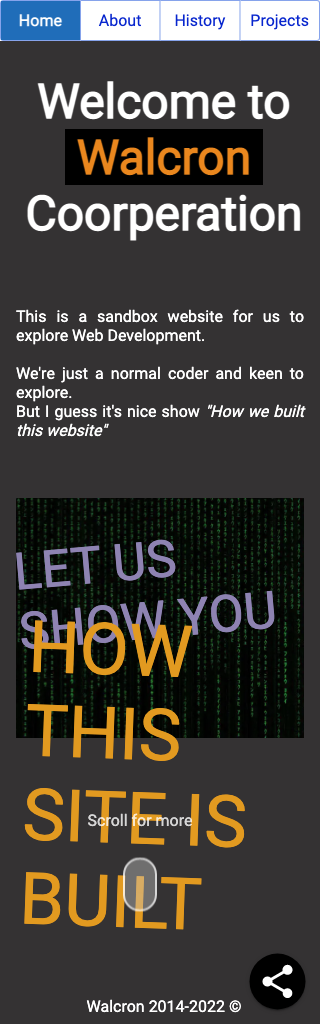 Home About History Projects
Welcome to
Walcron
Coorperation
This is a sandbox website for us to
explore Web Development.
We're just a normal coder and keen to
explore.
But I guess it's nice show "How we built
this website"
LET US
SHOW YOU
HOW
THIS
SITE IS
Scroll for more
BUILT
Walcron 2014-2022 ©